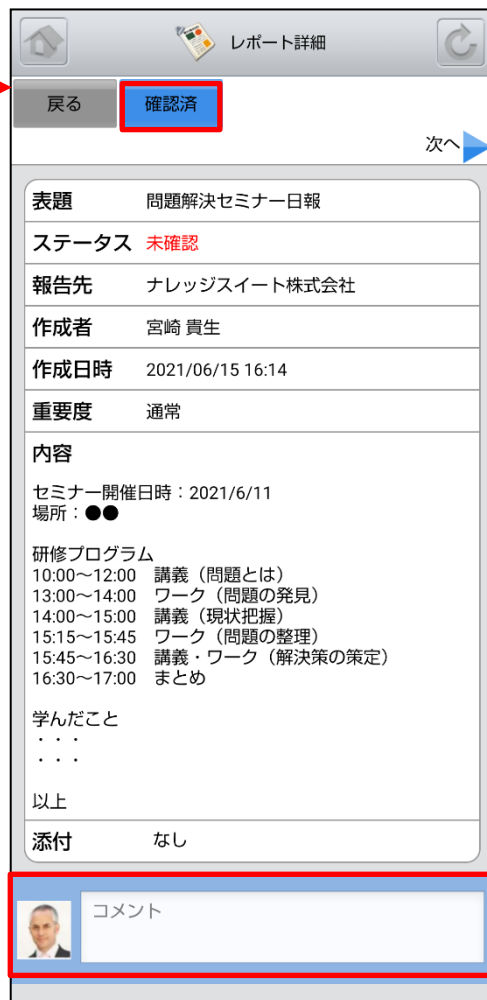 レポート詳細
戻る
確認済
次へ
表題 問題解決セミナー日報
ステータス 未確認
報告先 ナレッジスイート株式会社
作成者 宮崎 貴生
作成日時 2021/06/15 16:14
重要度 通常
内容
セミナー開催日時：2021/6/11
場所：●●
研修プログラム
10:00～12:00 講義（問題とは）
13:00～14:00 ワーク（問題の発見）
14:00～15:00 講義（現状把握）
15:15～15:45 ワーク（問題の整理）
15:45～16:30 講義・ワーク（解決策の策定）
16:30～17:00 まとめ
学んだこと
・・・
・・・
以上
添付 なし
コメント